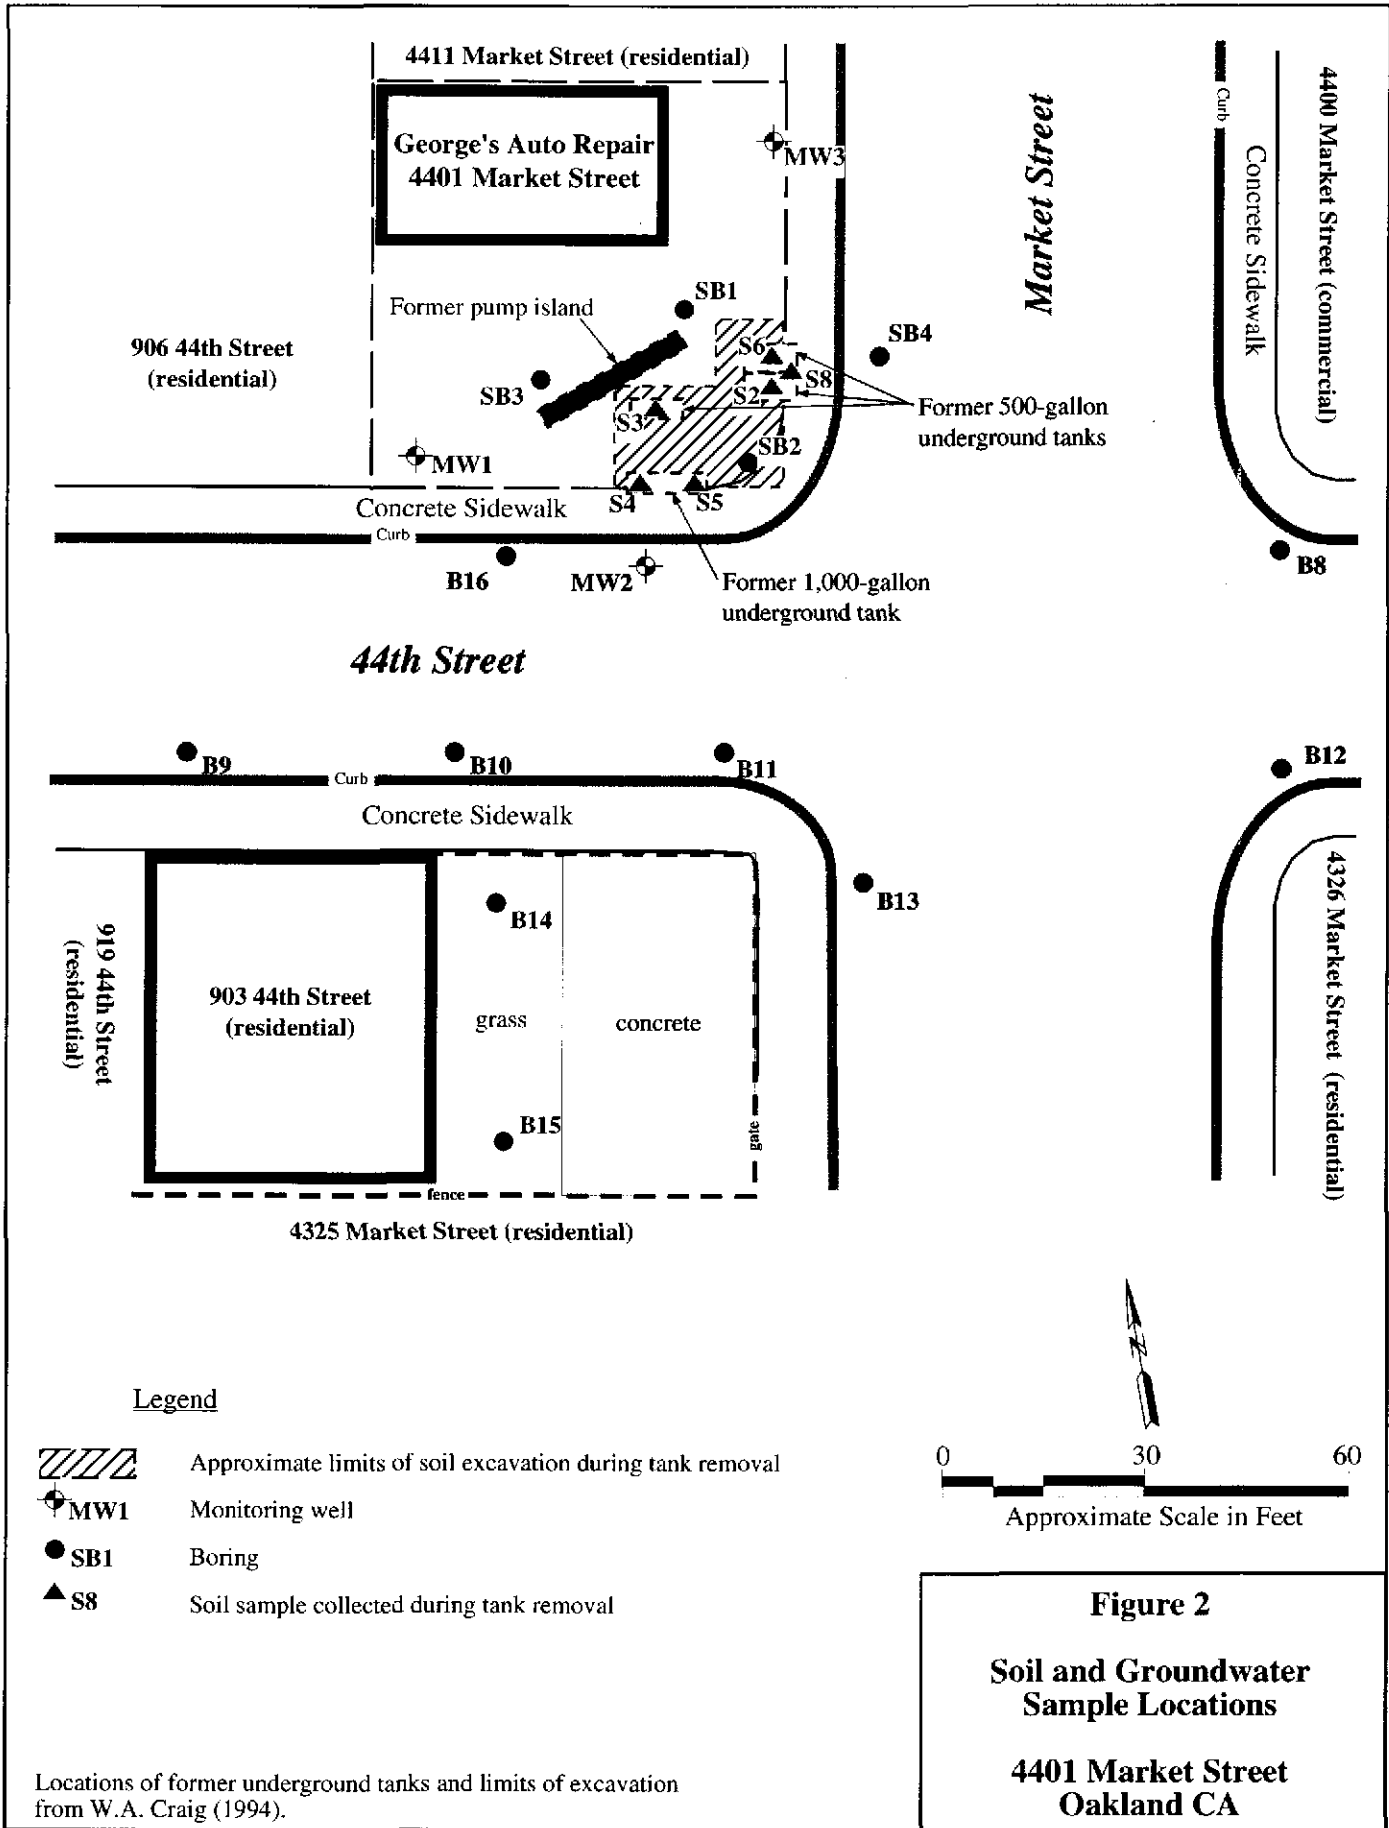 4411 Market Street (residential)
George's Auto Repair
4401 Market Street
MW3
Market Street
Curb
Concrete Sidewalk
4400 Market Street (commercial)
SB1
Former pump island
906 44th Street
(residential)
SB3
S6
S8
S2
SB4
S3
Former 500-gallon
underground tanks
SB2
MW1
S4
S5
Concrete Sidewalk
Curb
B16
MW2
Former 1,000-gallon
underground tank
B8
44th Street
B9
B10
B11
B12
Curb
Concrete Sidewalk
B13
B14
919 44th Street
(residential)
903 44th Street
(residential)
grass
concrete
4326 Market Street (residential)
B15
gate
fence
4325 Market Street (residential)
N
Legend
Approximate limits of soil excavation during tank removal
MW1 Monitoring well
SB1 Boring
S8 Soil sample collected during tank removal
0 30 60
Approximate Scale in Feet
Figure 2
Soil and Groundwater
Sample Locations
4401 Market Street
Oakland CA
Locations of former underground tanks and limits of excavation
from W.A. Craig (1994).